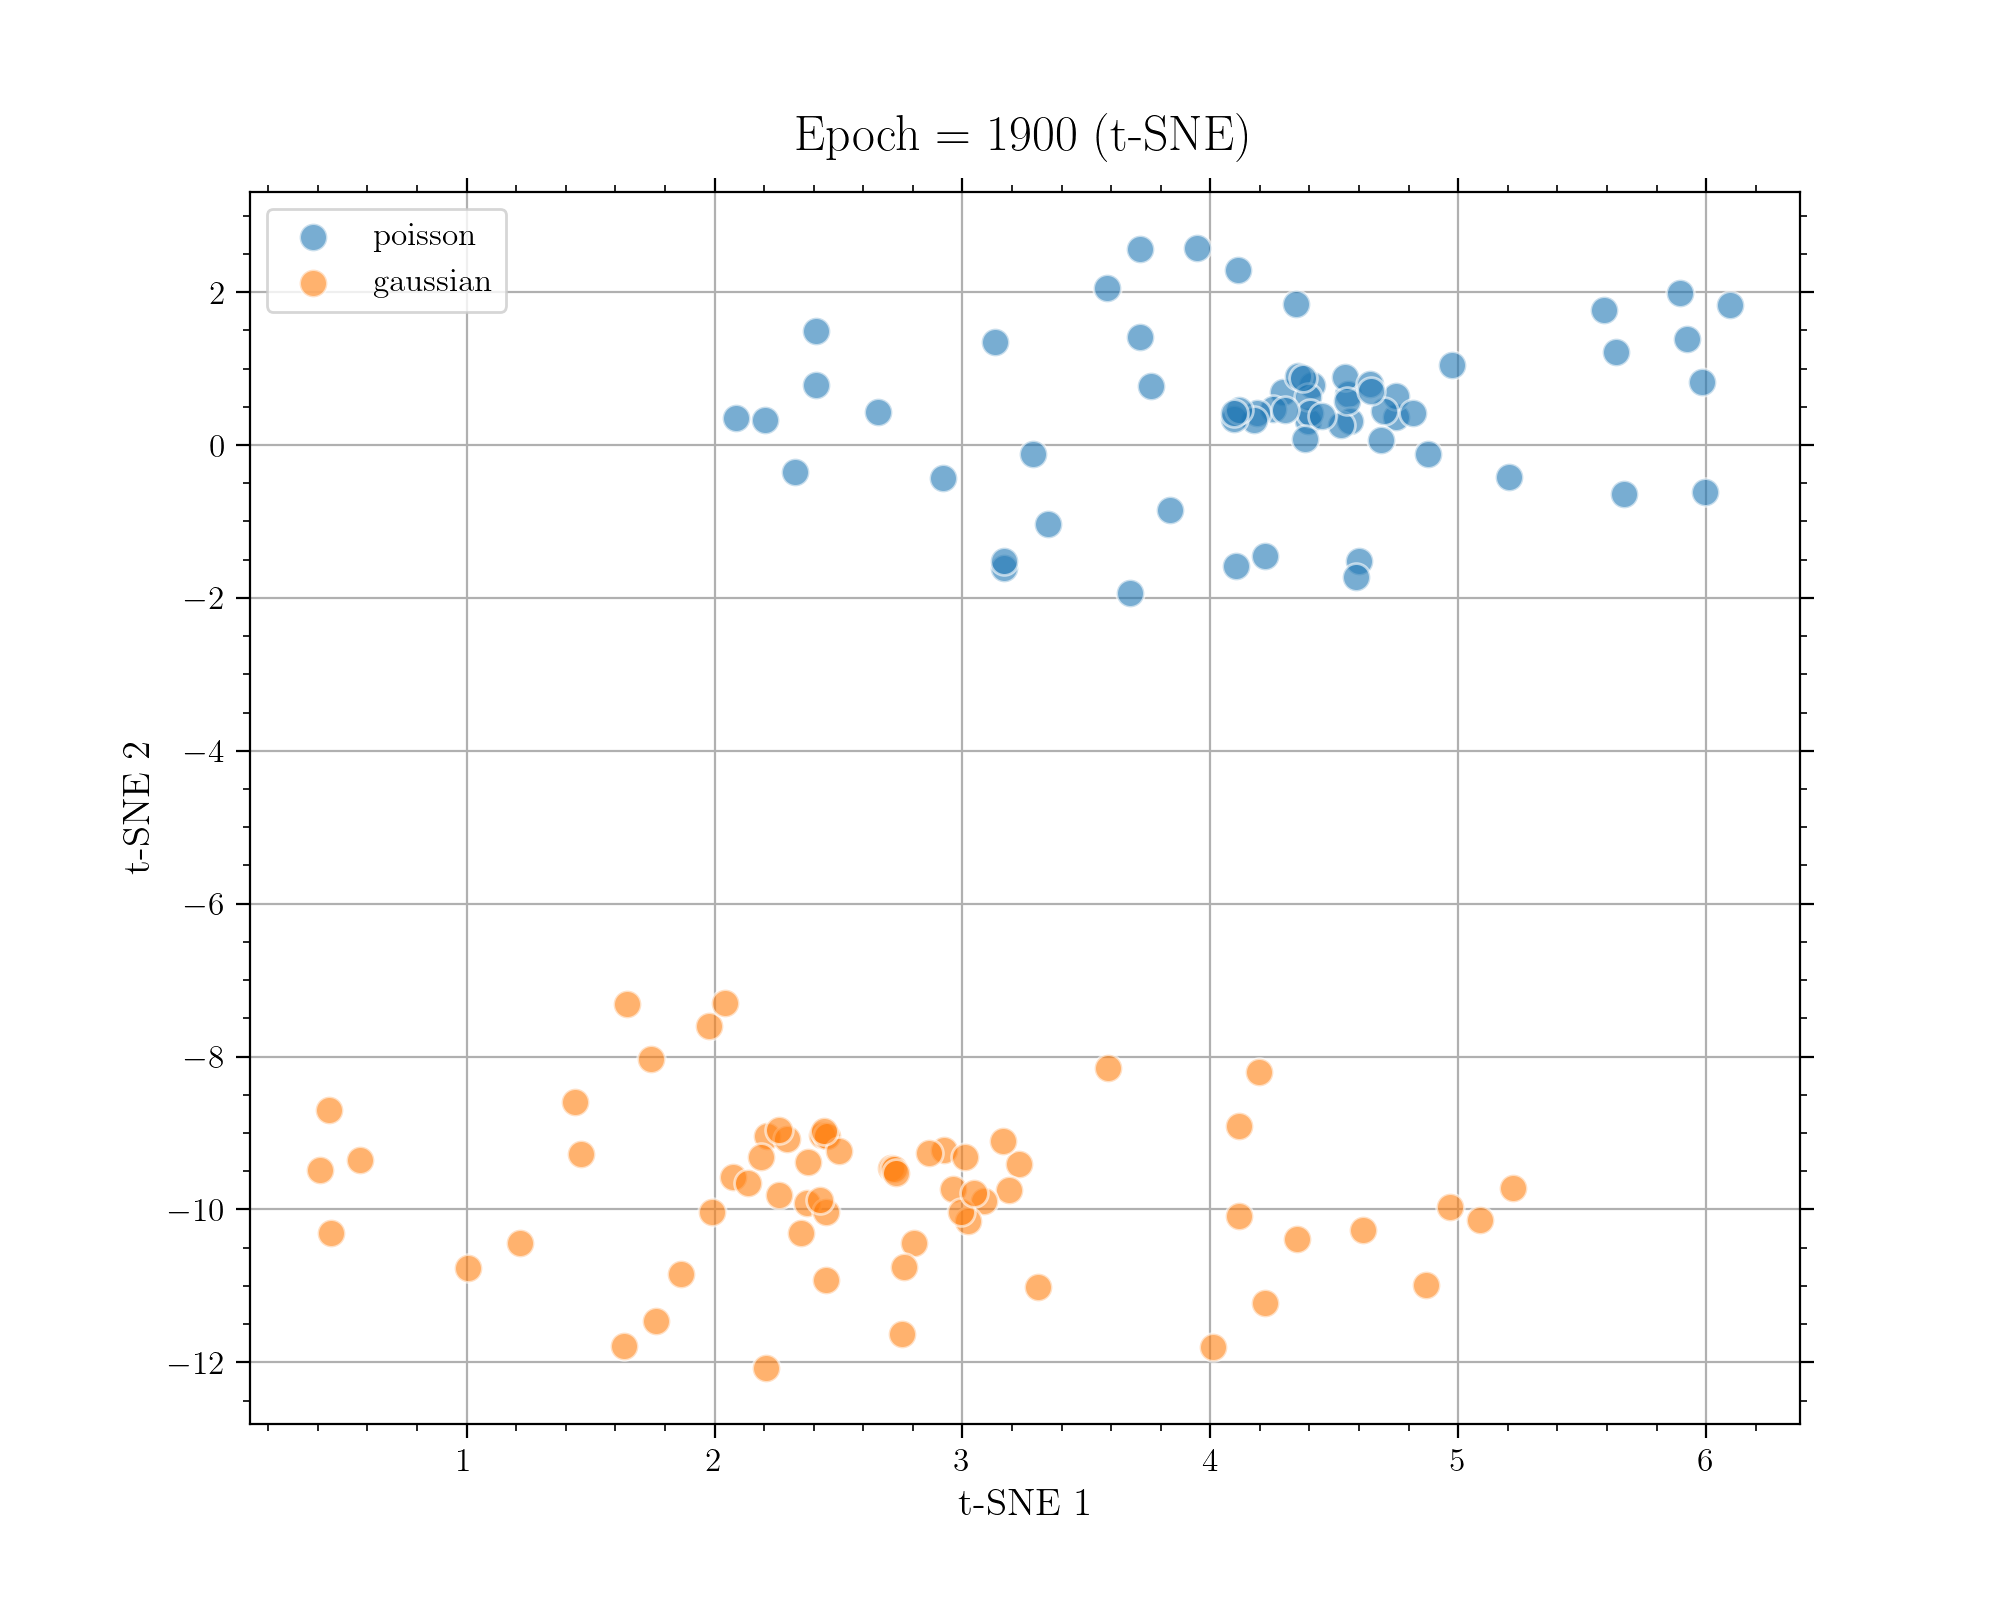 Epoch = 1900 (t-SNE)
poisson
gaussian
2
0
−2
−4
−6
−8
−10
−12
t-SNE 2
1 2 3 4 5 6
t-SNE 1